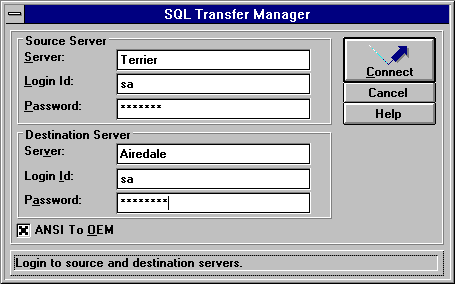 SQL Transfer Manager
Source Server
Server: Terrier
Login Id: sa
Password: *******
Connect
Cancel
Help
Destination Server
Server: Airedale
Login Id: sa
Password: ********
ANSI To OEM
Login to source and destination servers.